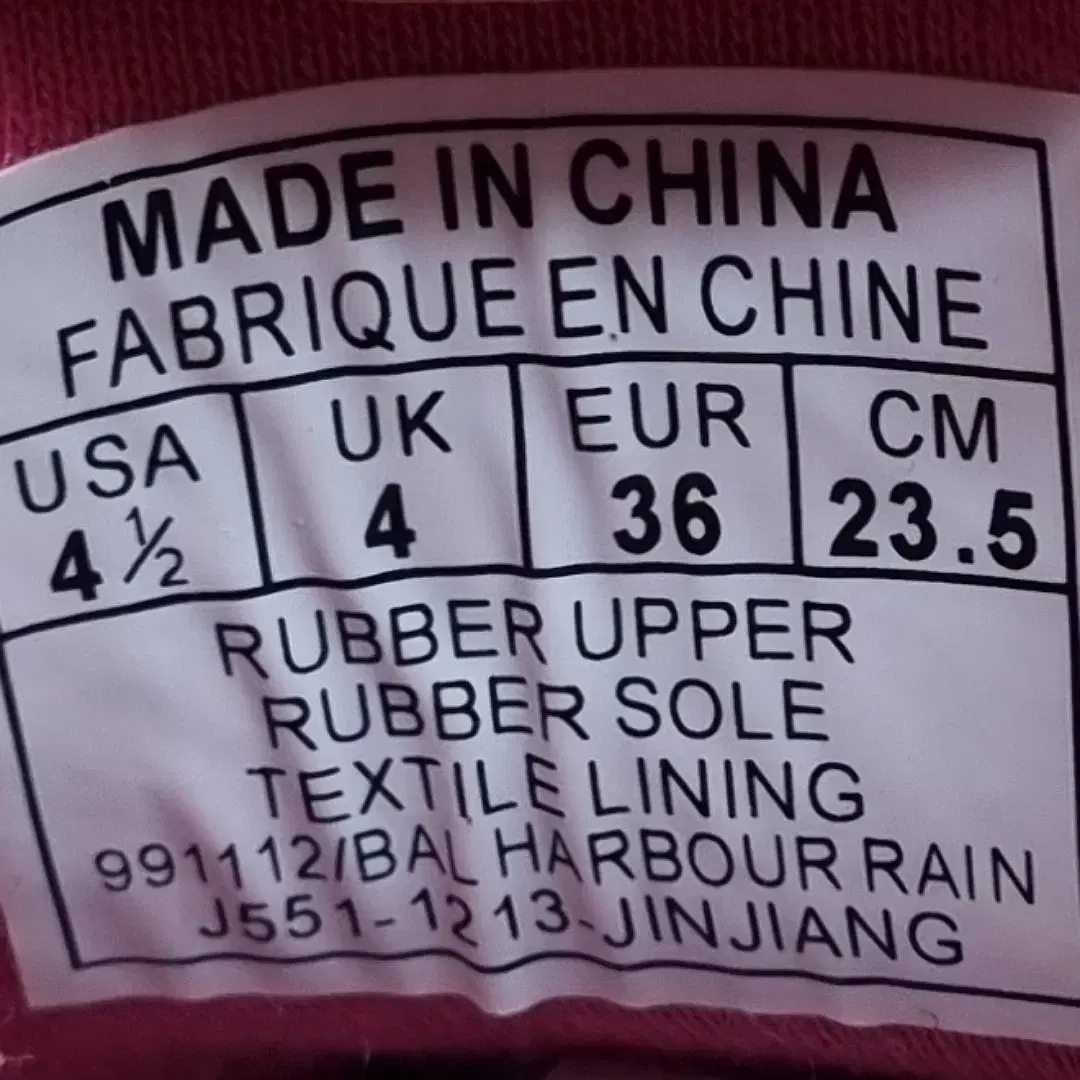 MADE IN CHINA
FABRIQUE EN CHINE
USA UK EUR CM
4 ½ 4 36 23.5
RUBBER UPPER
RUBBER SOLE
TEXTILE LINING
991112/BAL HARBOUR RAIN
J551-1213-JINJIANG